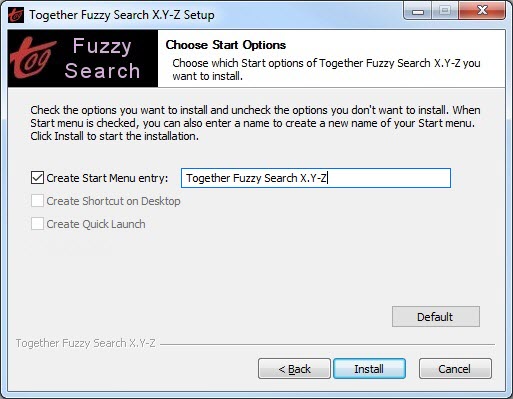 Together Fuzzy Search X.Y-Z Setup
tog
Fuzzy
Search
Choose Start Options
Choose which Start options of Together Fuzzy Search X.Y-Z you
want to install.
Check the options you want to install and uncheck the options you don't want to install. When
Start menu is checked, you can also enter a name to create a new name of your Start menu.
Click Install to start the installation.
Create Start Menu entry: Together Fuzzy Search X.Y-Z
Create Shortcut on Desktop
Create Quick Launch
Default
Together Fuzzy Search X.Y-Z
< Back Install Cancel